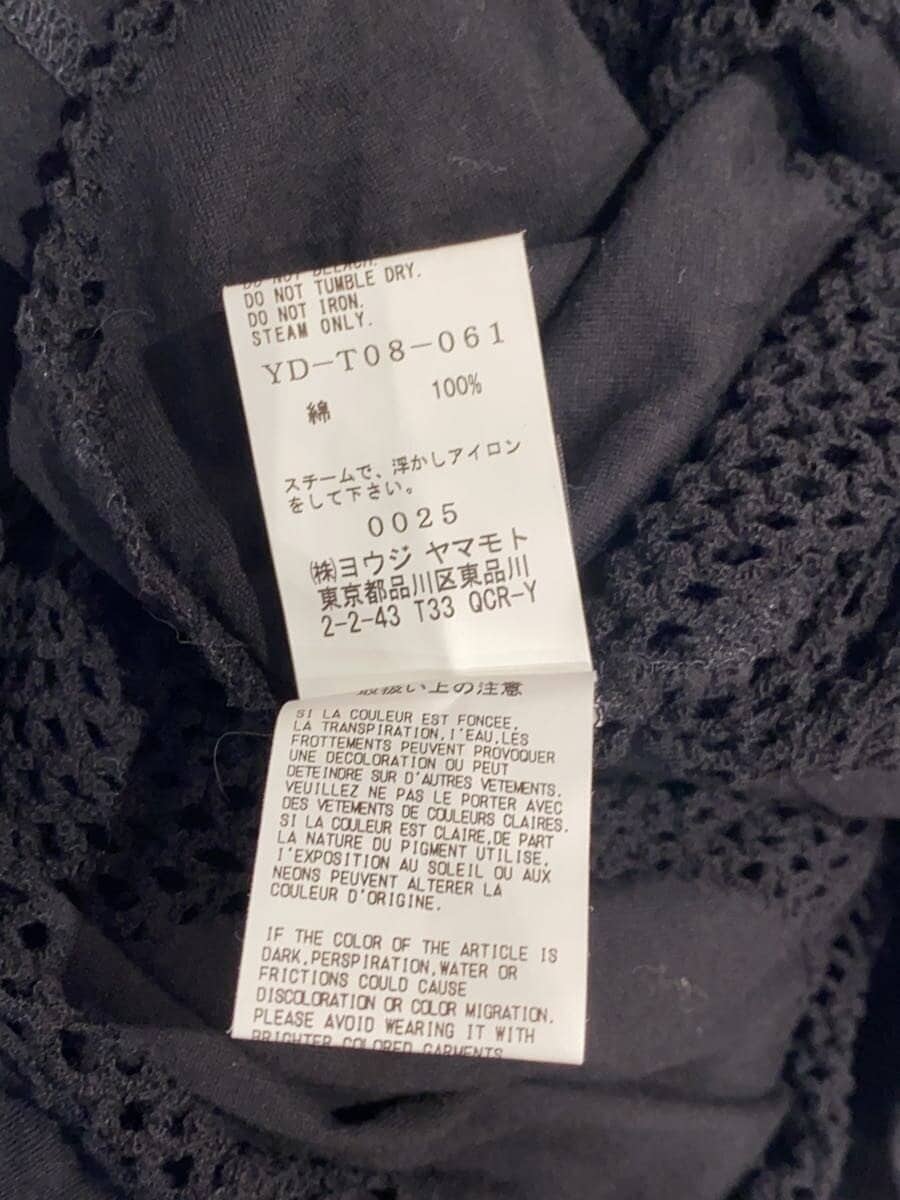 DO NOT BLEACH.
DO NOT TUMBLE DRY.
DO NOT IRON.
STEAM ONLY.
YD-T08-061
綿 100%
スチームで、浮かしアイロン
をして下さい。
0025
㈱ヨウジ ヤマモト
東京都品川区東品川
2-2-43 T33 QCR-Y
取扱い上の注意
SI LA COULEUR EST FONCEE,
LA TRANSPIRATION,I'EAU,LES
FROTTEMENTS PEUVENT PROVOQUER
UNE DECOLORATION OU PEUT
DETEINDRE SUR D'AUTRES VETEMENTS.
VEUILLEZ NE PAS LE PORTER AVEC
DES VETEMENTS DE COULEURS CLAIRES.
SI LA COULEUR EST CLAIRE,DE PART
LA NATURE DU PIGMENT UTILISE,
I'EXPOSITION AU SOLEIL OU AUX
NEONS PEUVENT ALTERER LA
COULEUR D'ORIGINE.
IF THE COLOR OF THE ARTICLE IS
DARK,PERSPIRATION,WATER OR
FRICTIONS COULD CAUSE
DISCOLORATION OR COLOR MIGRATION.
PLEASE AVOID WEARING IT WITH
BRIGHTER COLORED GARMENTS